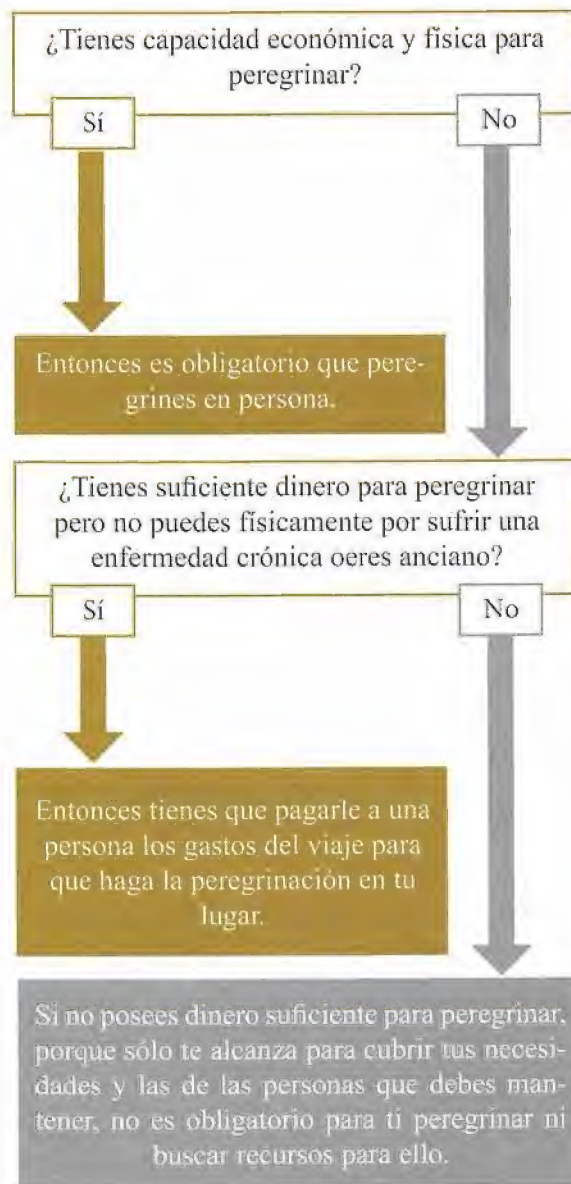 ¿Tienes capacidad económica y física para
peregrinar?
Sí
No
Entonces es obligatorio que pere-
grines en persona.
¿Tienes suficiente dinero para peregrinar
pero no puedes físicamente por sufrir una
enfermedad crónica oeres anciano?
Sí
No
Entonces tienes que pagarle a una
persona los gastos del viaje para
que haga la peregrinación en tu
lugar.
Si no posees dinero suficiente para peregrinar,
porque sólo te alcanza para cubrir tus necesi-
dades y las de las personas que debes man-
tener, no es obligatorio para ti peregrinar ni
buscar recursos para ello.